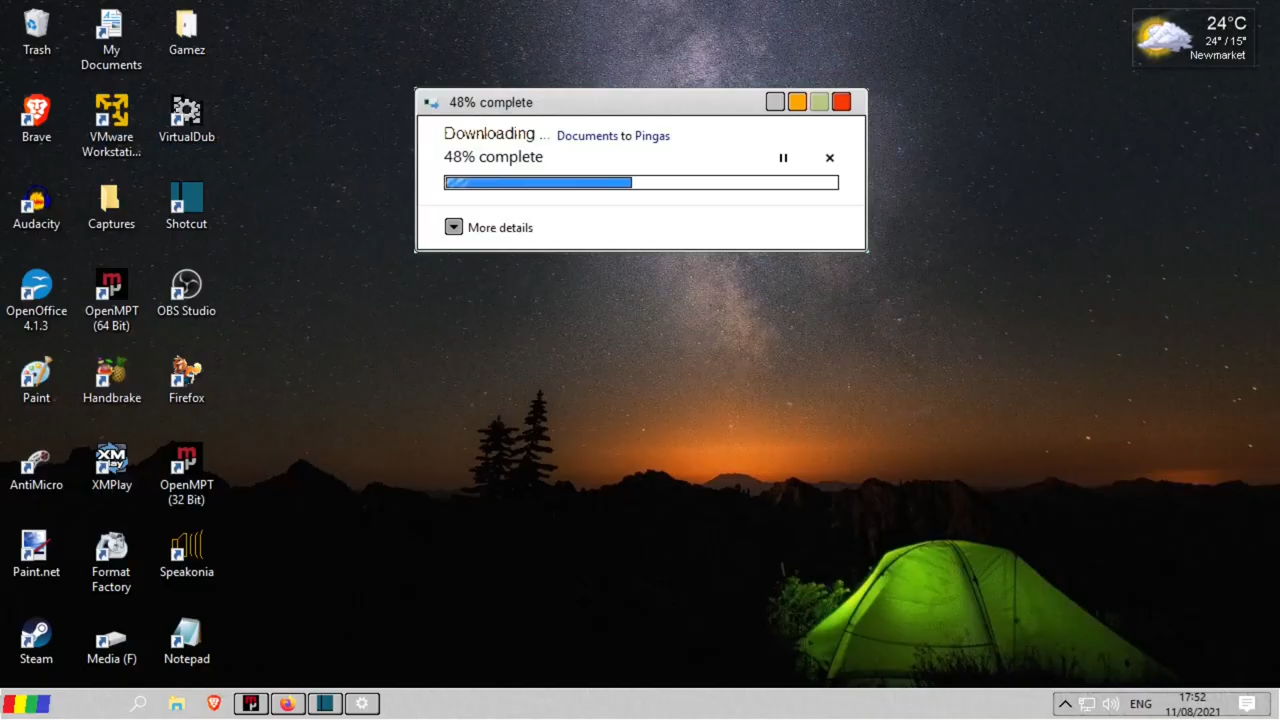 Trash
My
Documents
Gamez
24°C
24° / 15°
Newmarket
48% complete
Downloading ... Documents to Pingas
48% complete
More details
Brave
VMware
Workstati...
VirtualDub
Audacity
Captures
Shotcut
OpenOffice
4.1.3
OpenMPT
(64 Bit)
OBS Studio
Paint
Handbrake
Firefox
AntiMicro
XM
play
XMPlay
OpenMPT
(32 Bit)
Paint.net
Format
Factory
Speakonia
Steam
Media (F)
Notepad
ENG
17:52
11/08/2021